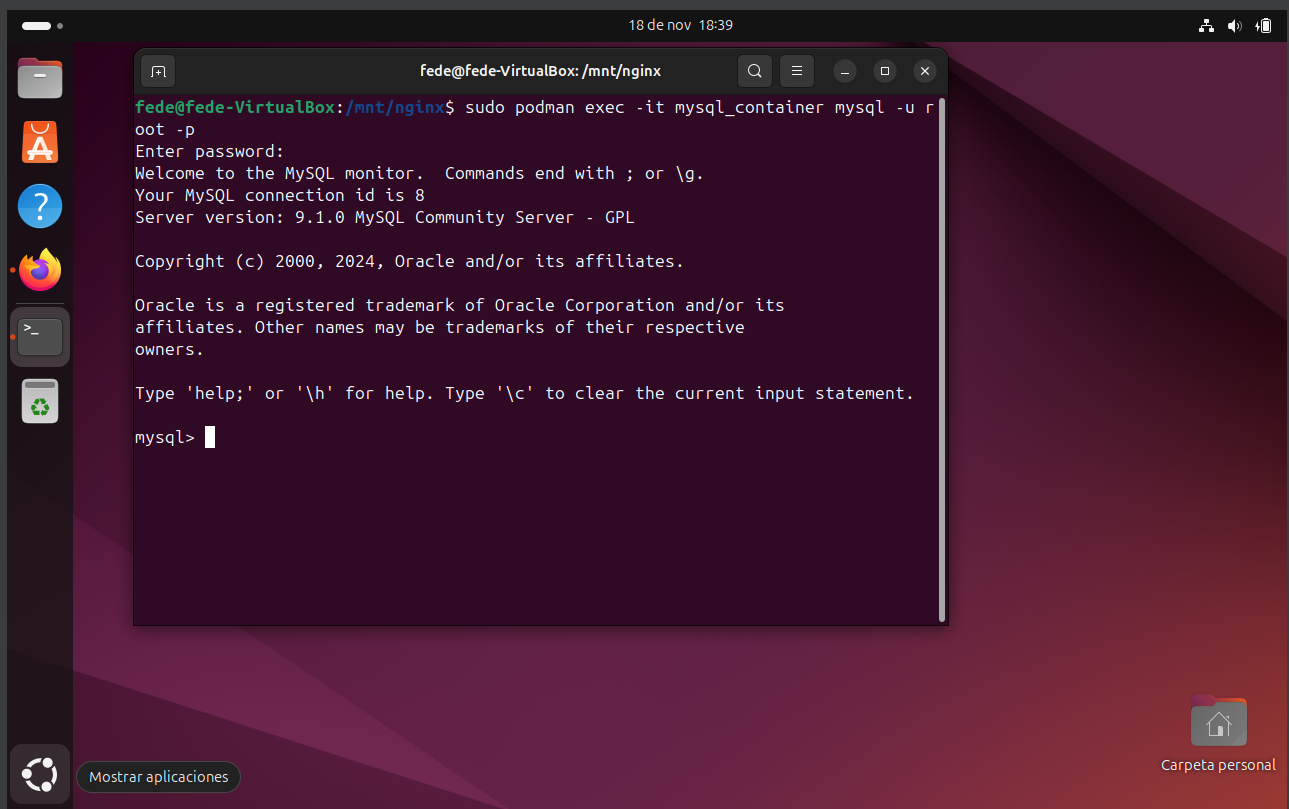 18 de nov 18:39
fede@fede-VirtualBox: /mnt/nginx
fede@fede-VirtualBox:/mnt/nginx$ sudo podman exec -it mysql_container mysql -u r
oot -p
Enter password:
Welcome to the MySQL monitor.  Commands end with ; or \g.
Your MySQL connection id is 8
Server version: 9.1.0 MySQL Community Server - GPL
Copyright (c) 2000, 2024, Oracle and/or its affiliates.
Oracle is a registered trademark of Oracle Corporation and/or its
affiliates. Other names may be trademarks of their respective
owners.
Type 'help;' or '\h' for help. Type '\c' to clear the current input statement.
mysql>
Carpeta personal
Mostrar aplicaciones